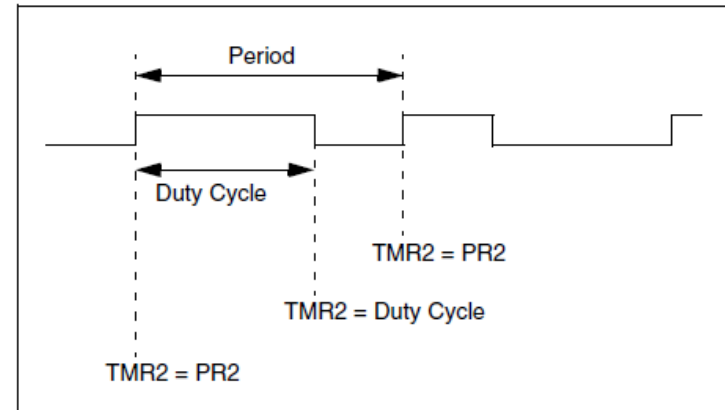 Period
Duty Cycle
TMR2 = PR2
TMR2 = Duty Cycle
TMR2 = PR2